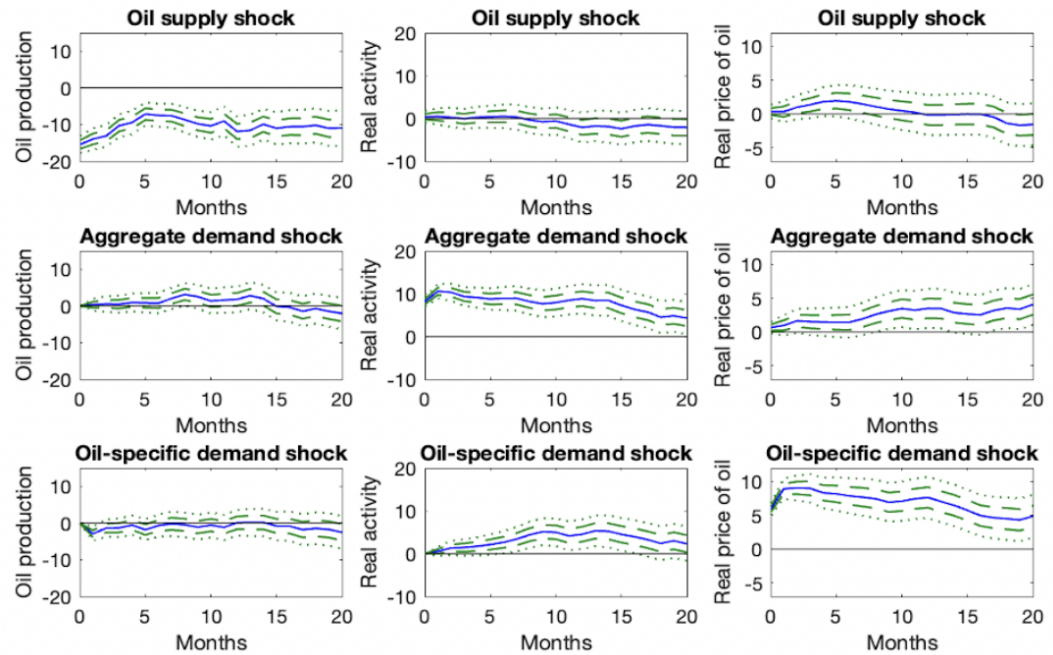 Oil supply shock
Oil production
10
0
-10
-20
0 5 10 15 20
Months
Oil supply shock
Real activity
20
10
0
-10
0 5 10 15 20
Months
Oil supply shock
Real price of oil
10
5
0
-5
0 5 10 15 20
Months
Aggregate demand shock
Oil production
10
0
-10
-20
0 5 10 15 20
Months
Aggregate demand shock
Real activity
20
10
0
-10
0 5 10 15 20
Months
Aggregate demand shock
Real price of oil
10
5
0
-5
0 5 10 15 20
Months
Oil-specific demand shock
Oil production
10
0
-10
-20
0 5 10 15 20
Months
Oil-specific demand shock
Real activity
20
10
0
-10
0 5 10 15 20
Months
Oil-specific demand shock
Real price of oil
10
5
0
-5
0 5 10 15 20
Months